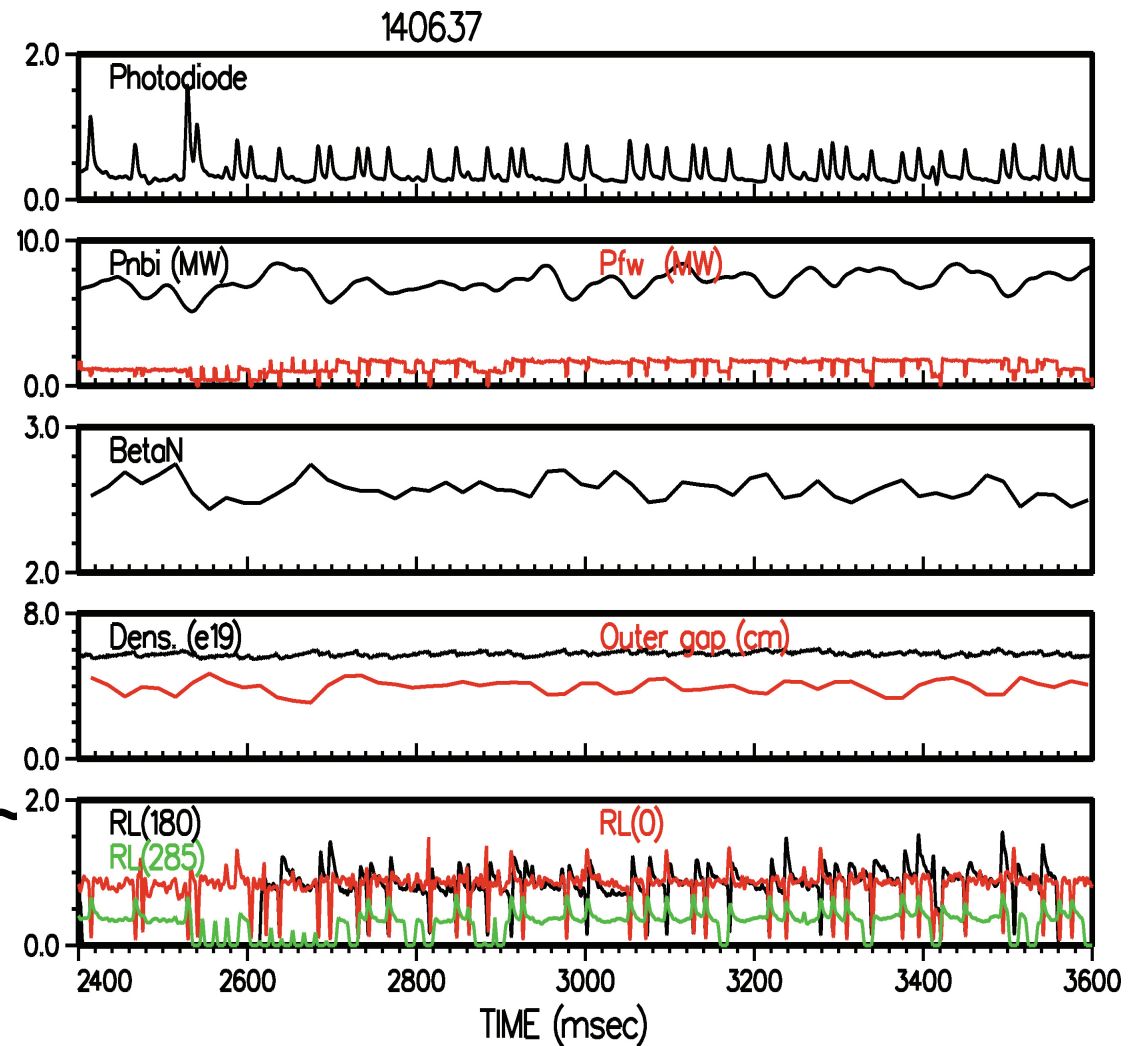 140637
2.0
Photodiode
0.0
10.0
Pnbi (MW) Pfw (MW)
0.0
3.0
BetaN
2.0
8.0
Dens. (e19) Outer gap (cm)
0.0
2.0
RL(180) RL(0)
RL(285)
0.0
2400 2600 2800 3000 3200 3400 3600
TIME (msec)